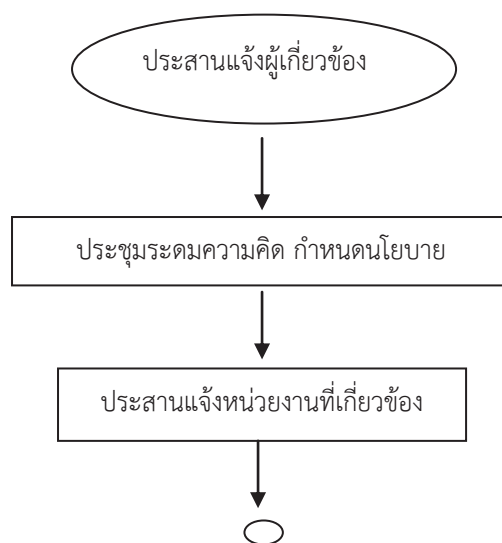 ประสานแจ้งผู้เกี่ยวข้อง
ประชุมระดมความคิด กำหนดนโยบาย
ประสานแจ้งหน่วยงานที่เกี่ยวข้อง